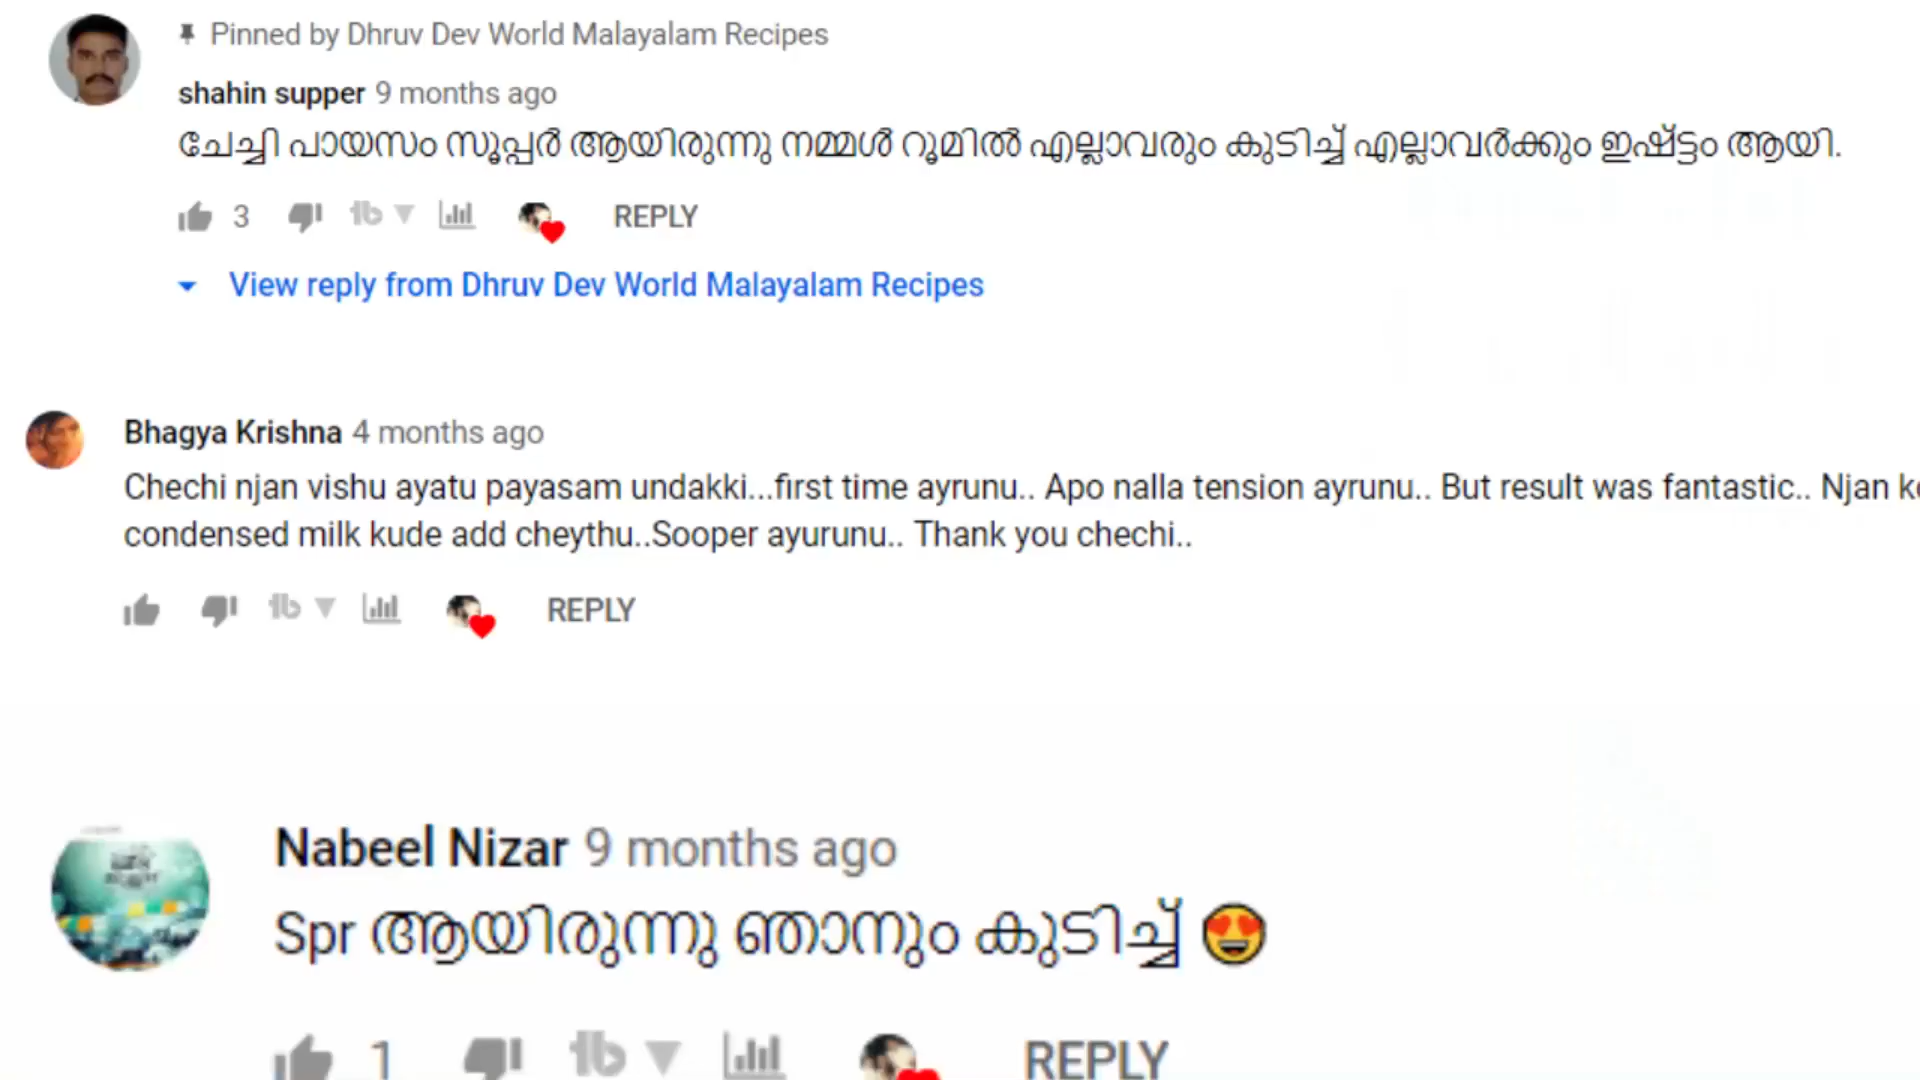 Pinned by Dhruv Dev World Malayalam Recipes
shahin supper 9 months ago
ചേച്ചി പായസം സൂപ്പർ ആയിരുന്നു നമ്മൾ റൂമിൽ എല്ലാവരും കുടിച്ച് എല്ലാവർക്കും ഇഷ്ട്ടം ആയി.
3 REPLY
View reply from Dhruv Dev World Malayalam Recipes
Bhagya Krishna 4 months ago
Chechi njan vishu ayatu payasam undakki...first time ayrunu.. Apo nalla tension ayrunu.. But result was fantastic.. Njan
condensed milk kude add cheythu..Sooper ayurunu.. Thank you chechi..
REPLY
Nabeel Nizar 9 months ago
Spr ആയിരുന്നു ഞാനും കുടിച്ച് 😍
1 REPLY